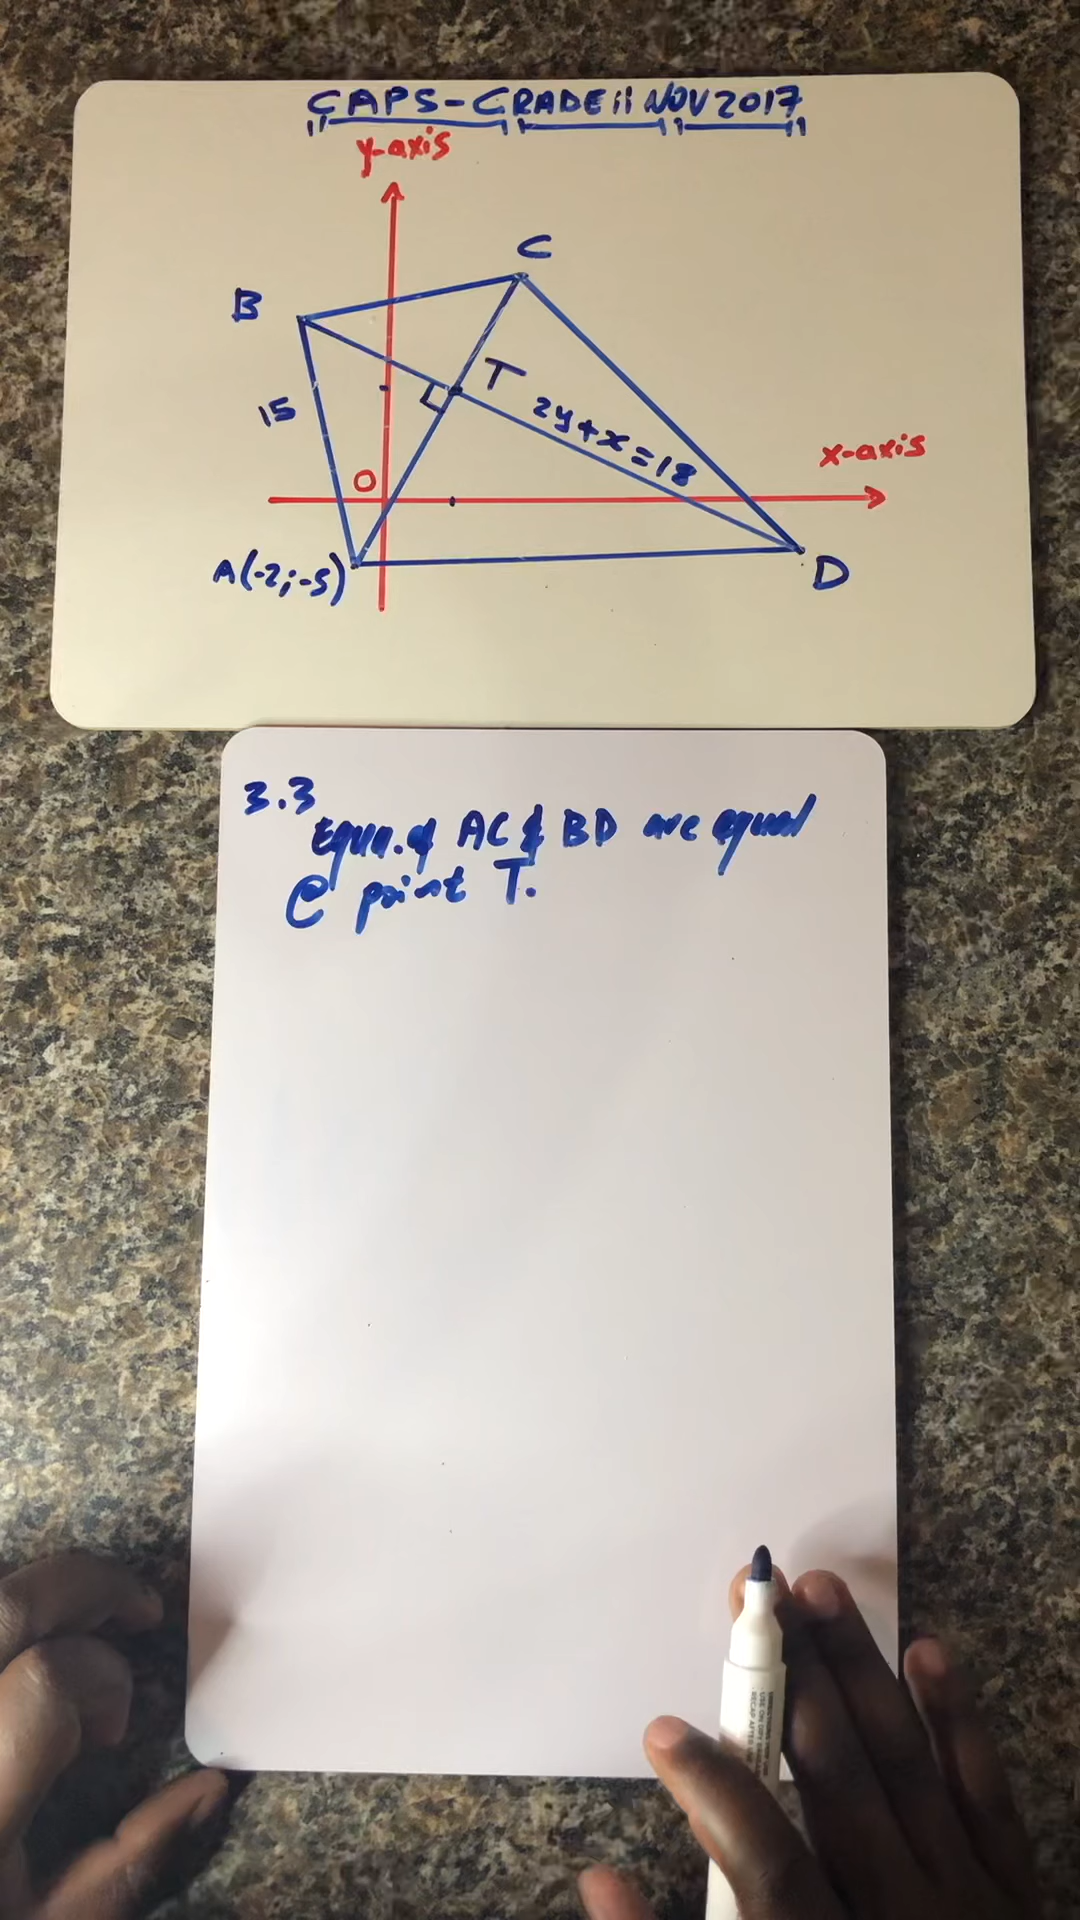 CAPS-GRADE 11 NOV 2017
y-axis
C
B
T
15
2y+x=18
x-axis
O
A(-2;-5)
D
3.3
Equa. of AC & BD are equal
@ point T.